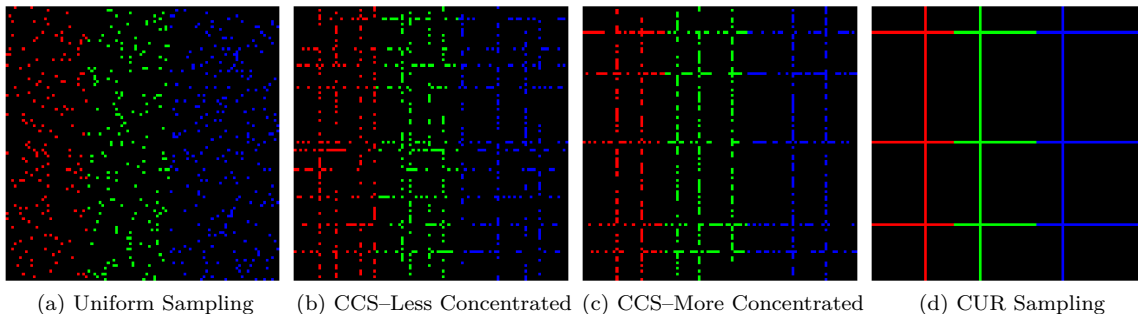 (a) Uniform Sampling
(b) CCS–Less Concentrated
(c) CCS–More Concentrated
(d) CUR Sampling